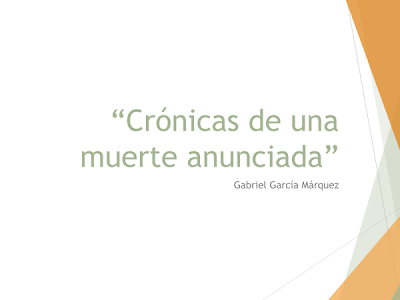 “Crónicas de una
muerte anunciada”
Gabriel García Márquez